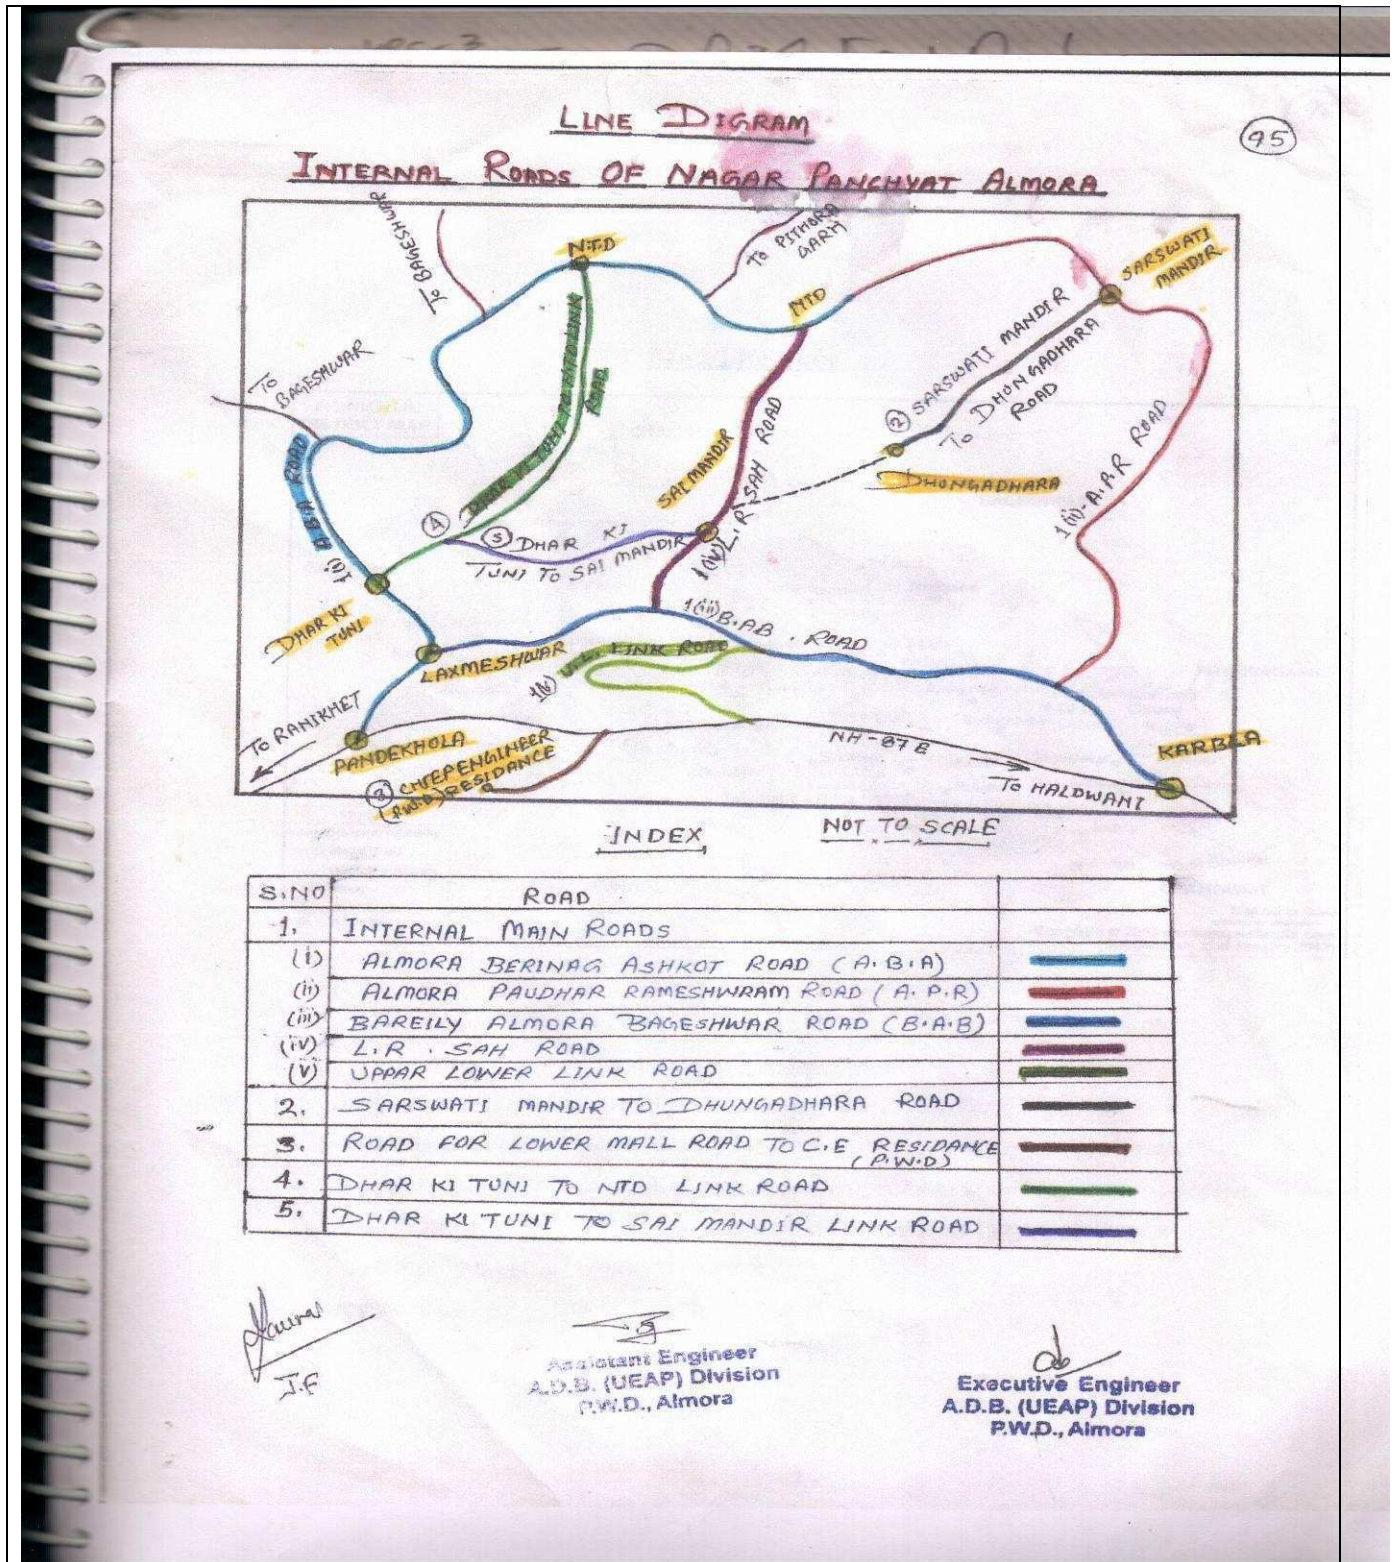 LINE DIGRAM
95
INTERNAL ROADS OF NAGAR PANCHYAT ALMORA
TO BAGESHWAR
N.T.D
TO PITHORA
GARH
SARSWATI
MANDIR
NTD
TO
BAGESHWAR
DHAR KI TUNI TO NTD LINK
ROAD
2 SARSWATI MANDIR
TO DHONGADHARA
ROAD
SAI MANDIR
1(iv) L.R. SAH ROAD
1(ii)-A.P.R ROAD
DHONGADHARA
1(i) A.B.A ROAD
4
5 DHAR KI
TUNI TO SAI MANDIR
DHAR KI
TUNI
1(iii) B.A.B. ROAD
LAXMESHWAR
1(v) U.L. LINK ROAD
TO RANIKHET
PANDEKHOLA
NH-87E
KARBLA
3 CHIEF ENGINEER
(P.W.D) RESIDANCE
TO HALDWANI
INDEX
NOT TO SCALE
S.NO ROAD
1. INTERNAL MAIN ROADS
(i) ALMORA BERINAG ASHKOT ROAD (A.B.A)
(ii) ALMORA PAUDHAR RAMESHWRAM ROAD (A.P.R)
(iii) BAREILY ALMORA BAGESHWAR ROAD (B.A.B)
(iv) L.R. SAH ROAD
(v) UPPAR LOWER LINK ROAD
2. SARSWATI MANDIR TO DHUNGADHARA ROAD
3. ROAD FOR LOWER MALL ROAD TO C.E RESIDANCE
(P.W.D)
4. DHAR KI TUNI TO NTD LINK ROAD
5. DHAR KI TUNI TO SAI MANDIR LINK ROAD
J.E
Assistant Engineer
A.D.B. (UEAP) Division
P.W.D., Almora
Executive Engineer
A.D.B. (UEAP) Division
P.W.D., Almora